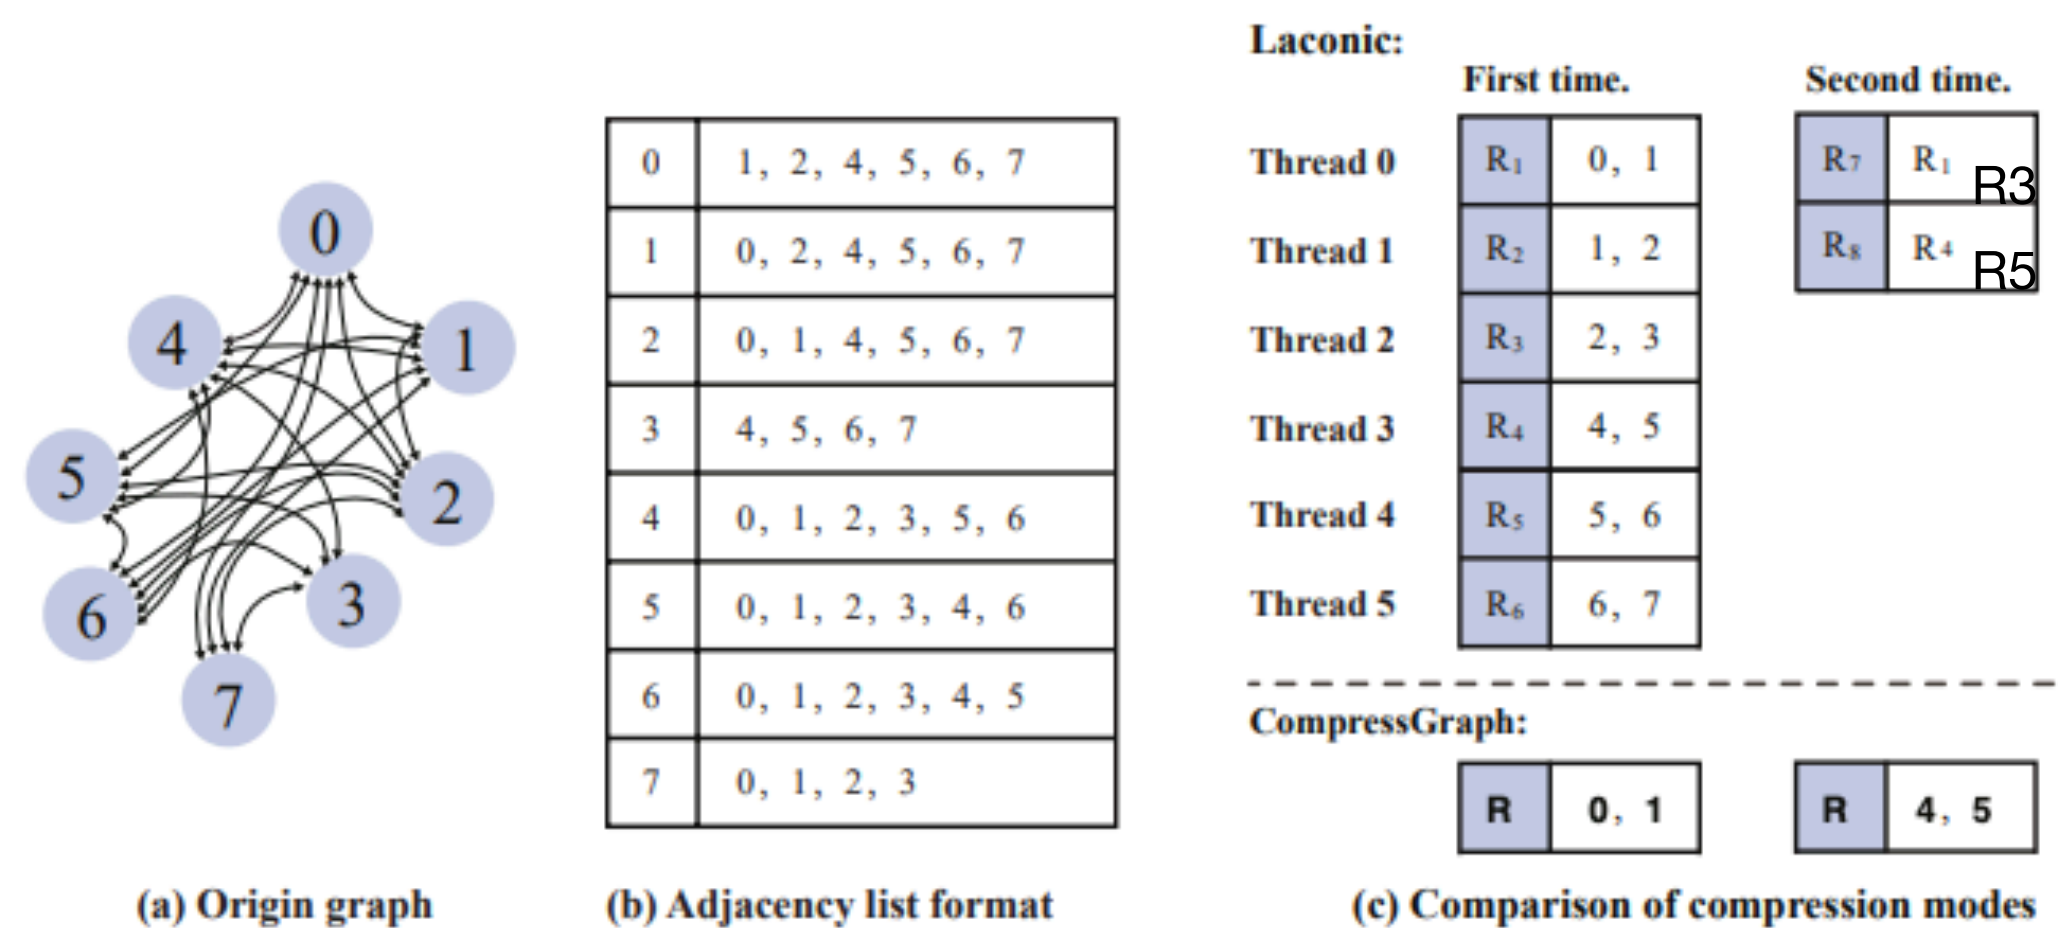 0
4
1
5
2
6
3
7
(a) Origin graph
0 1, 2, 4, 5, 6, 7
1 0, 2, 4, 5, 6, 7
2 0, 1, 4, 5, 6, 7
3 4, 5, 6, 7
4 0, 1, 2, 3, 5, 6
5 0, 1, 2, 3, 4, 6
6 0, 1, 2, 3, 4, 5
7 0, 1, 2, 3
(b) Adjacency list format
Laconic:
First time. Second time.
Thread 0 R₁ 0, 1 R₇ R₁ R3
Thread 1 R₂ 1, 2 R₈ R₄ R5
Thread 2 R₃ 2, 3
Thread 3 R₄ 4, 5
Thread 4 R₅ 5, 6
Thread 5 R₆ 6, 7
CompressGraph:
R 0, 1 R 4, 5
(c) Comparison of compression modes